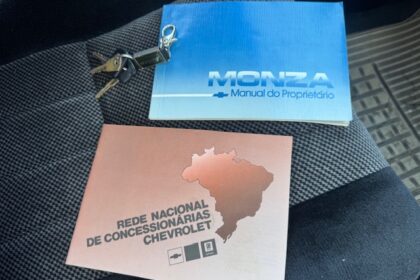 MONZA
Manual do Proprietário
REDE NACIONAL
DE CONCESSIONÁRIAS
CHEVROLET